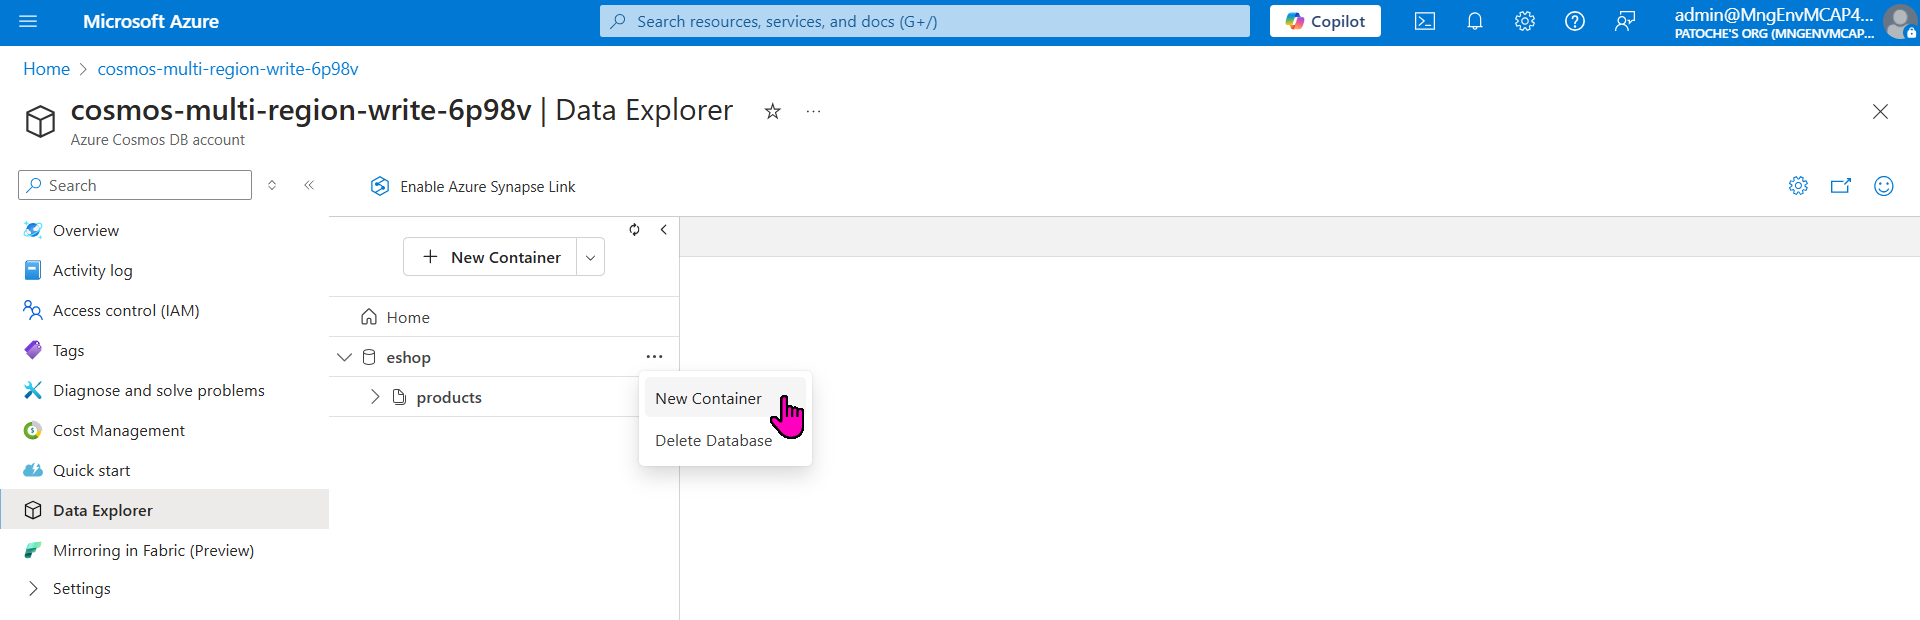 Microsoft Azure
Search resources, services, and docs (G+/)
Copilot
admin@MngEnvMCAP4...
PATOCHE'S ORG (MNGENVMCAP...
Home > cosmos-multi-region-write-6p98v
cosmos-multi-region-write-6p98v | Data Explorer
Azure Cosmos DB account
Search
Enable Azure Synapse Link
Overview
Activity log
Access control (IAM)
Tags
Diagnose and solve problems
Cost Management
Quick start
Data Explorer
Mirroring in Fabric (Preview)
Settings
New Container
Home
eshop
products
New Container
Delete Database